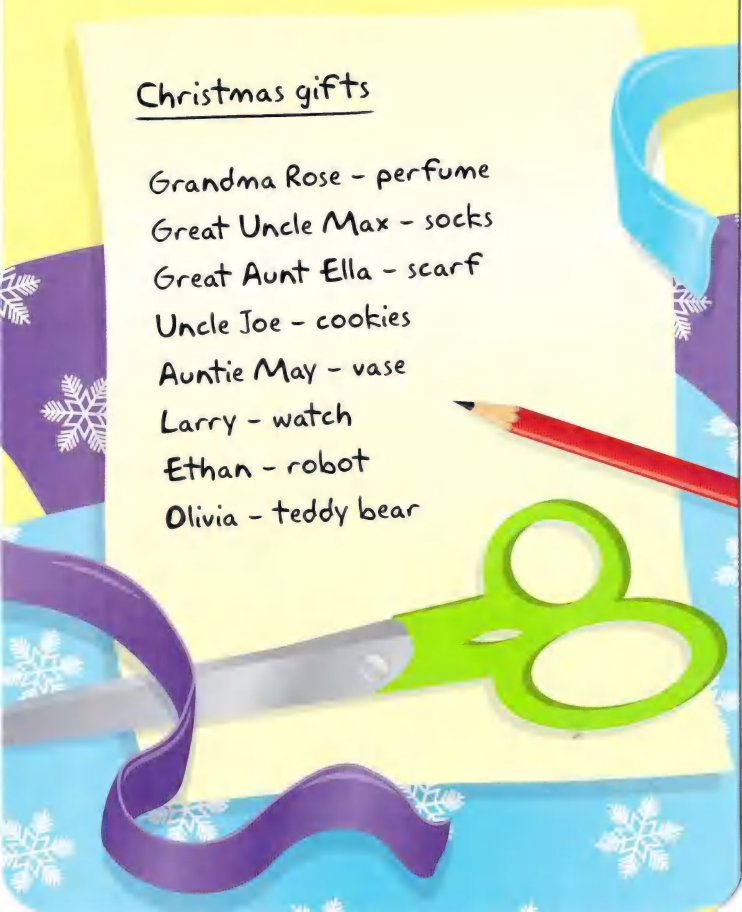 Christmas gifts
Grandma Rose - perfume
Great Uncle Max - socks
Great Aunt Ella - scarf
Uncle Joe - cookies
Auntie May - vase
Larry - watch
Ethan - robot
Olivia - teddy bear